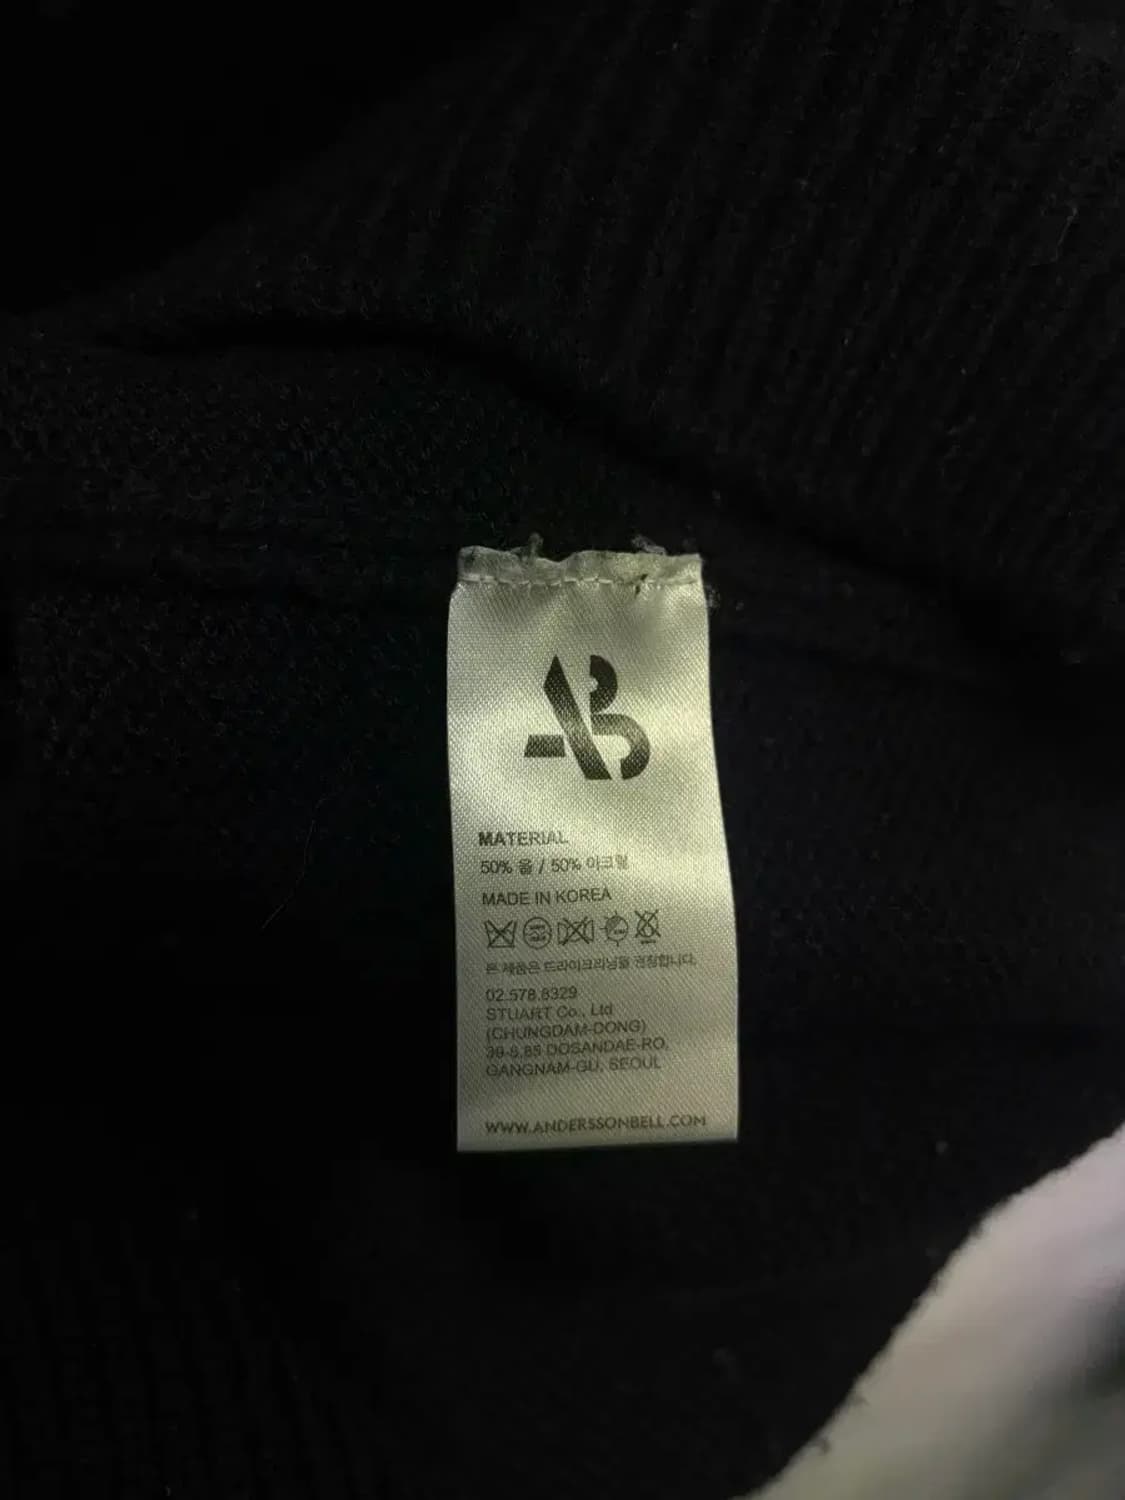 AB
MATERIAL
50% 울 / 50% 아크릴
MADE IN KOREA
본 제품은 드라이크리닝을 권장합니다.
02.578.8329
STUART Co., Ltd
(CHUNGDAM-DONG)
39-5,85 DOSANDAE-RO,
GANGNAM-GU, SEOUL
WWW.ANDERSSONBELL.COM